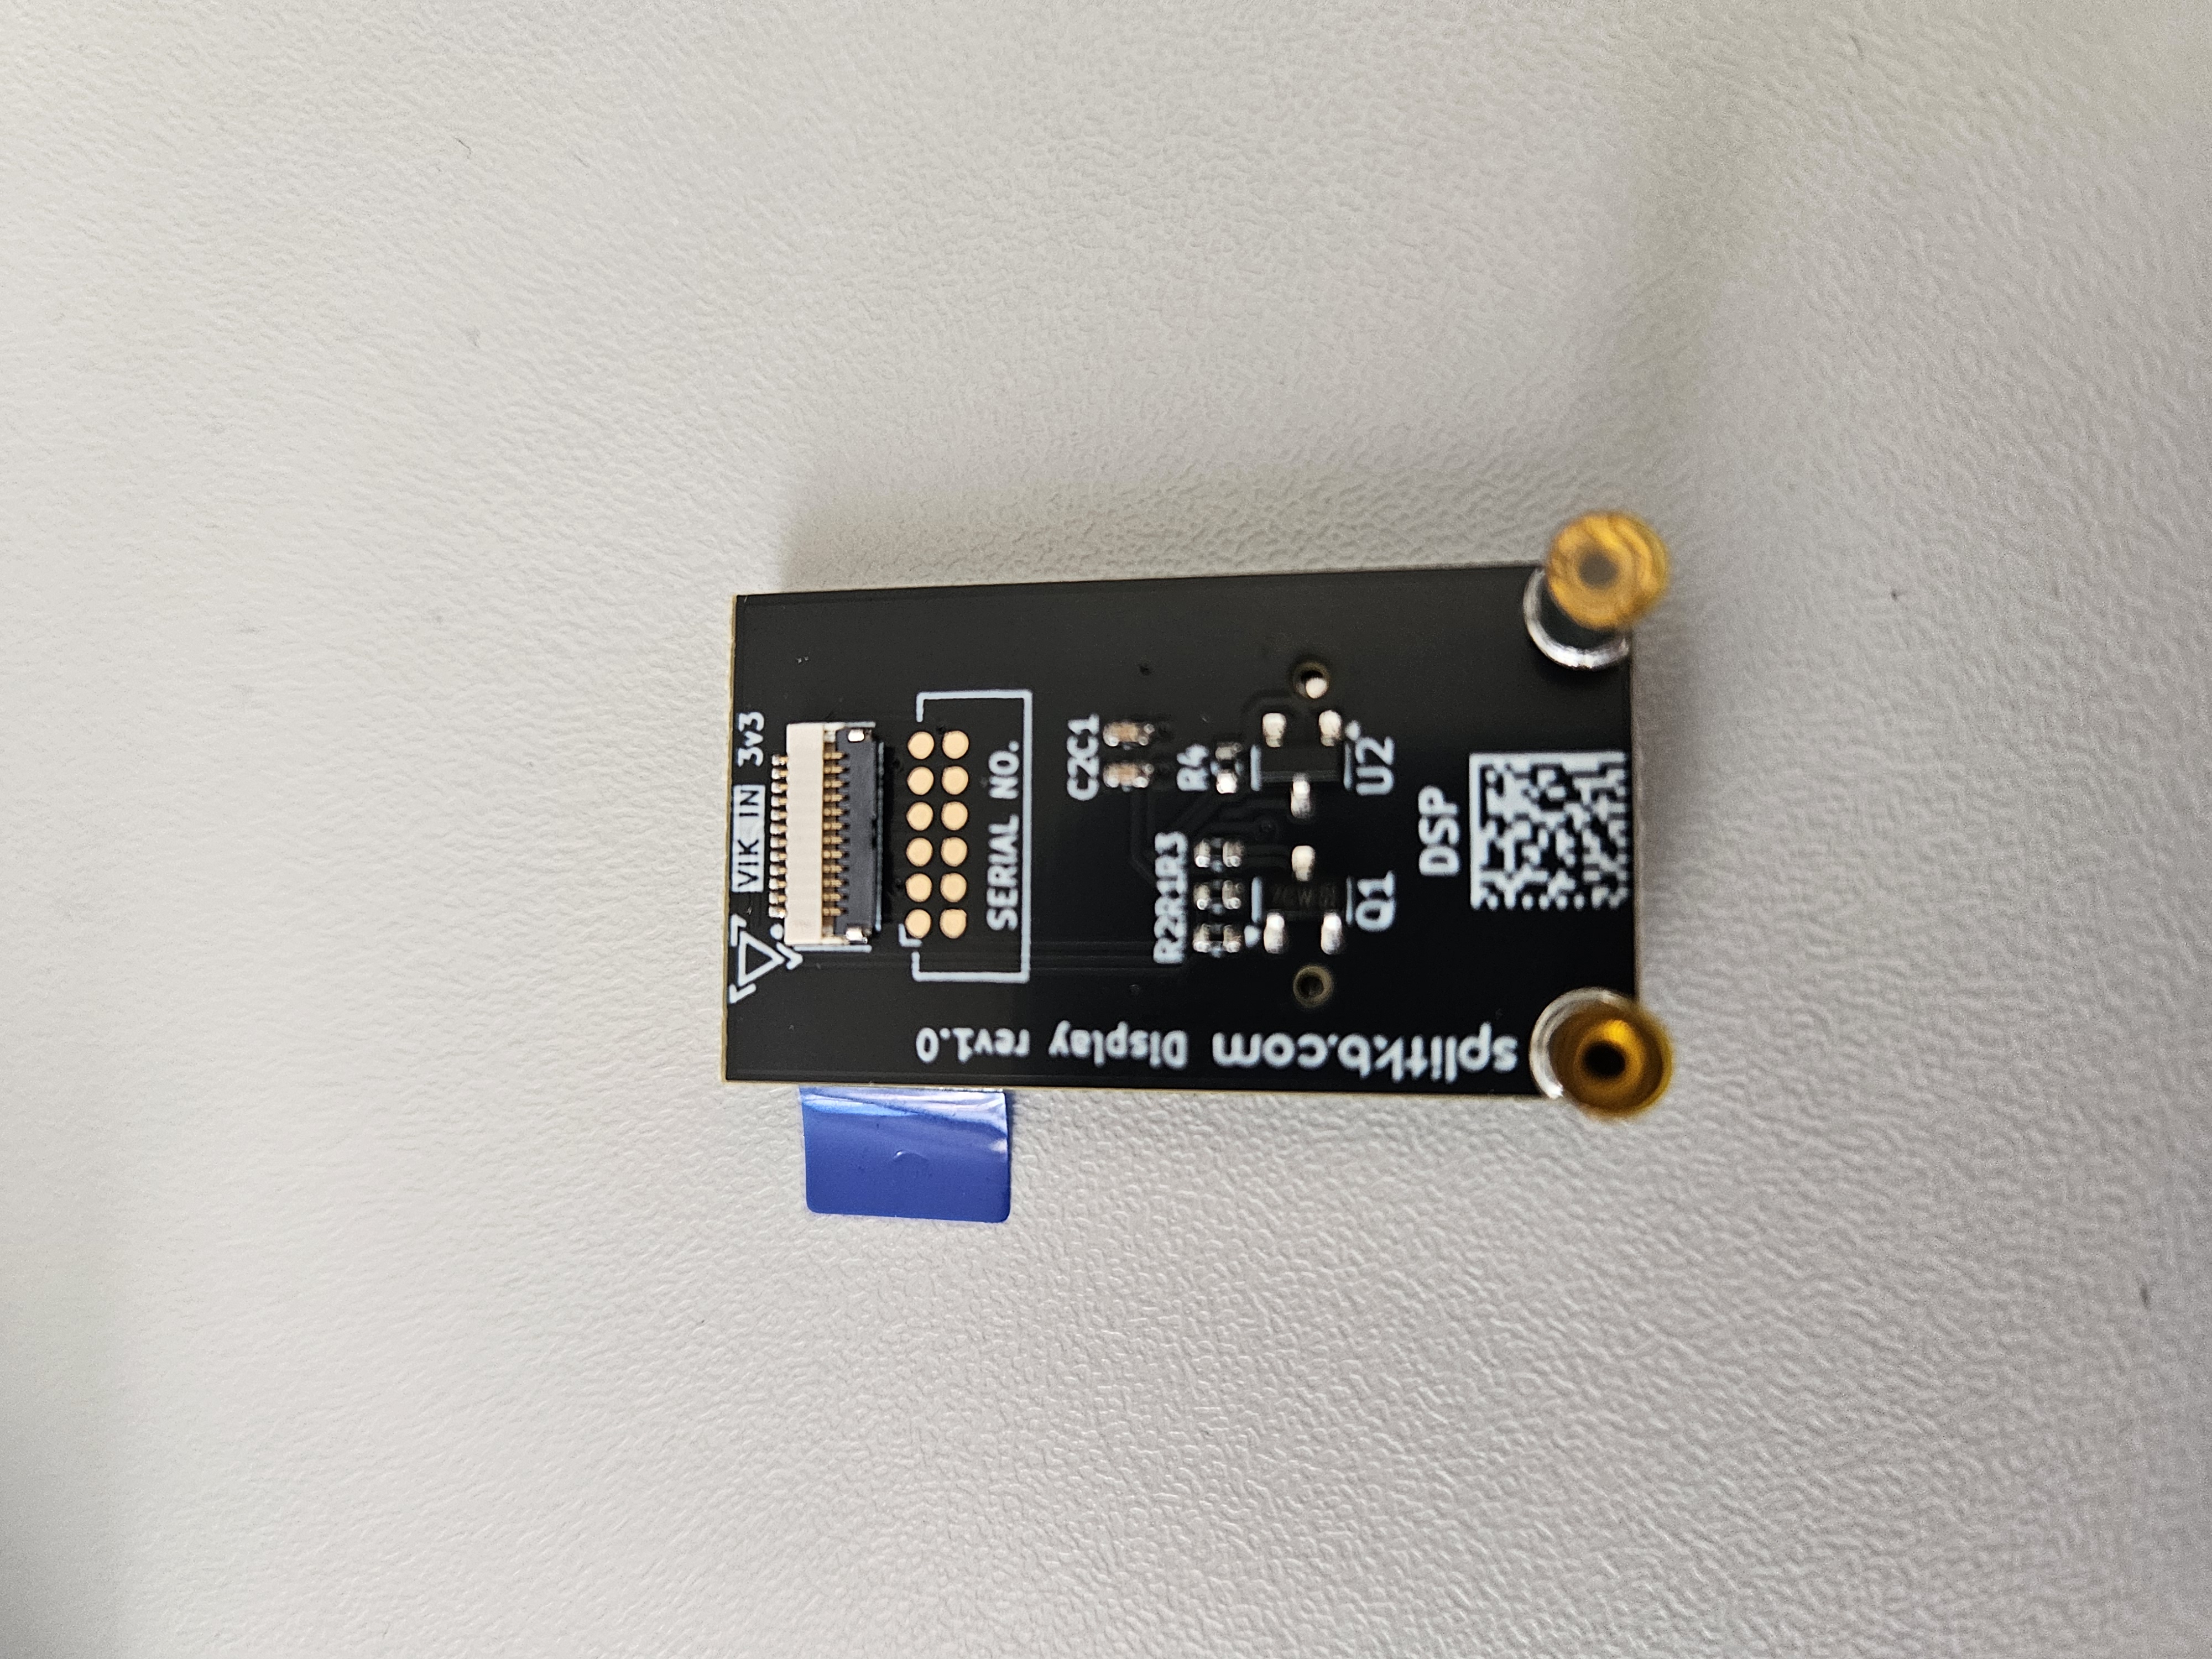 VIK IN 3v3
SERIAL NO.
splitkb.com Display rev1.0
C2C1
R2R1R3
R4
Q1
U2
DSP